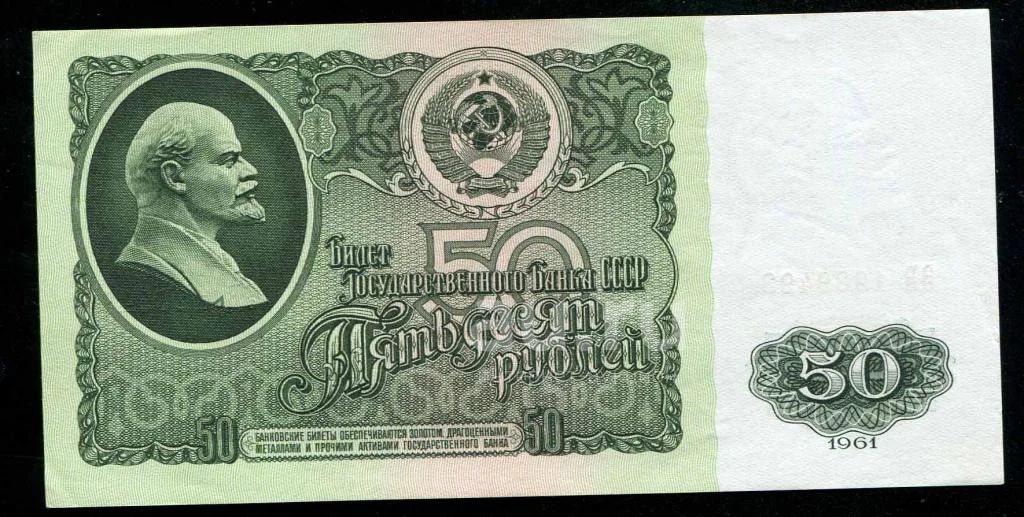 50
Билет
Государственного Банка СССР
Пятьдесят
рублей
50
БАНКОВСКИЕ БИЛЕТЫ ОБЕСПЕЧИВАЮТСЯ ЗОЛОТОМ, ДРАГОЦЕННЫМИ
МЕТАЛЛАМИ И ПРОЧИМИ АКТИВАМИ ГОСУДАРСТВЕННОГО БАНКА
50
50
1961